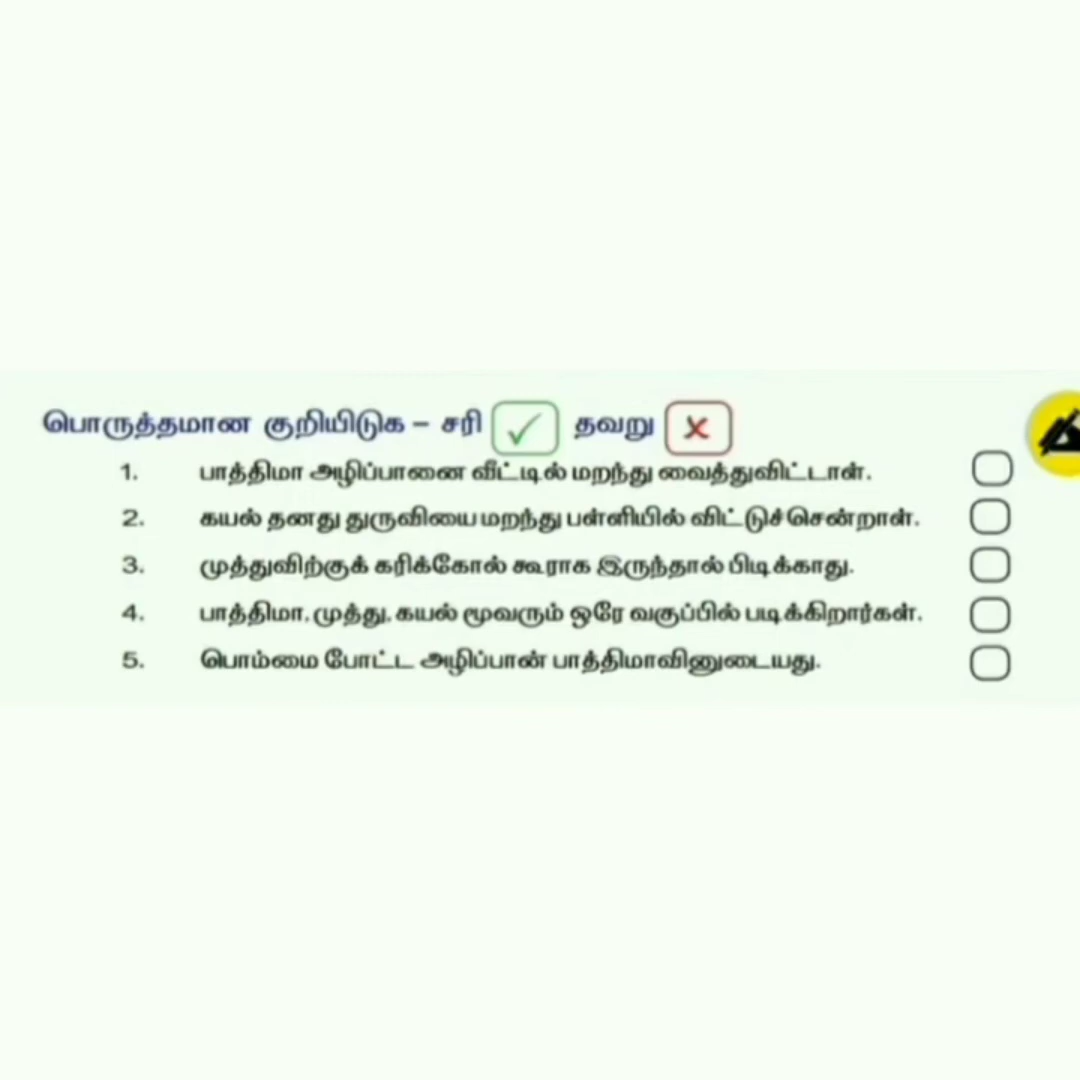 பொருத்தமான குறியிடுக – சரி ✓ தவறு ✗
1. பாத்திமா அழிப்பானை வீட்டில் மறந்து வைத்துவிட்டாள்.
2. கயல் தனது துருவியை மறந்து பள்ளியில் விட்டுச் சென்றாள்.
3. முத்துவிற்குக் கரிக்கோல் கூராக இருந்தால் பிடிக்காது.
4. பாத்திமா, முத்து, கயல் மூவரும் ஒரே வகுப்பில் படிக்கிறார்கள்.
5. பொம்மை போட்ட அழிப்பான் பாத்திமாவினுடையது.